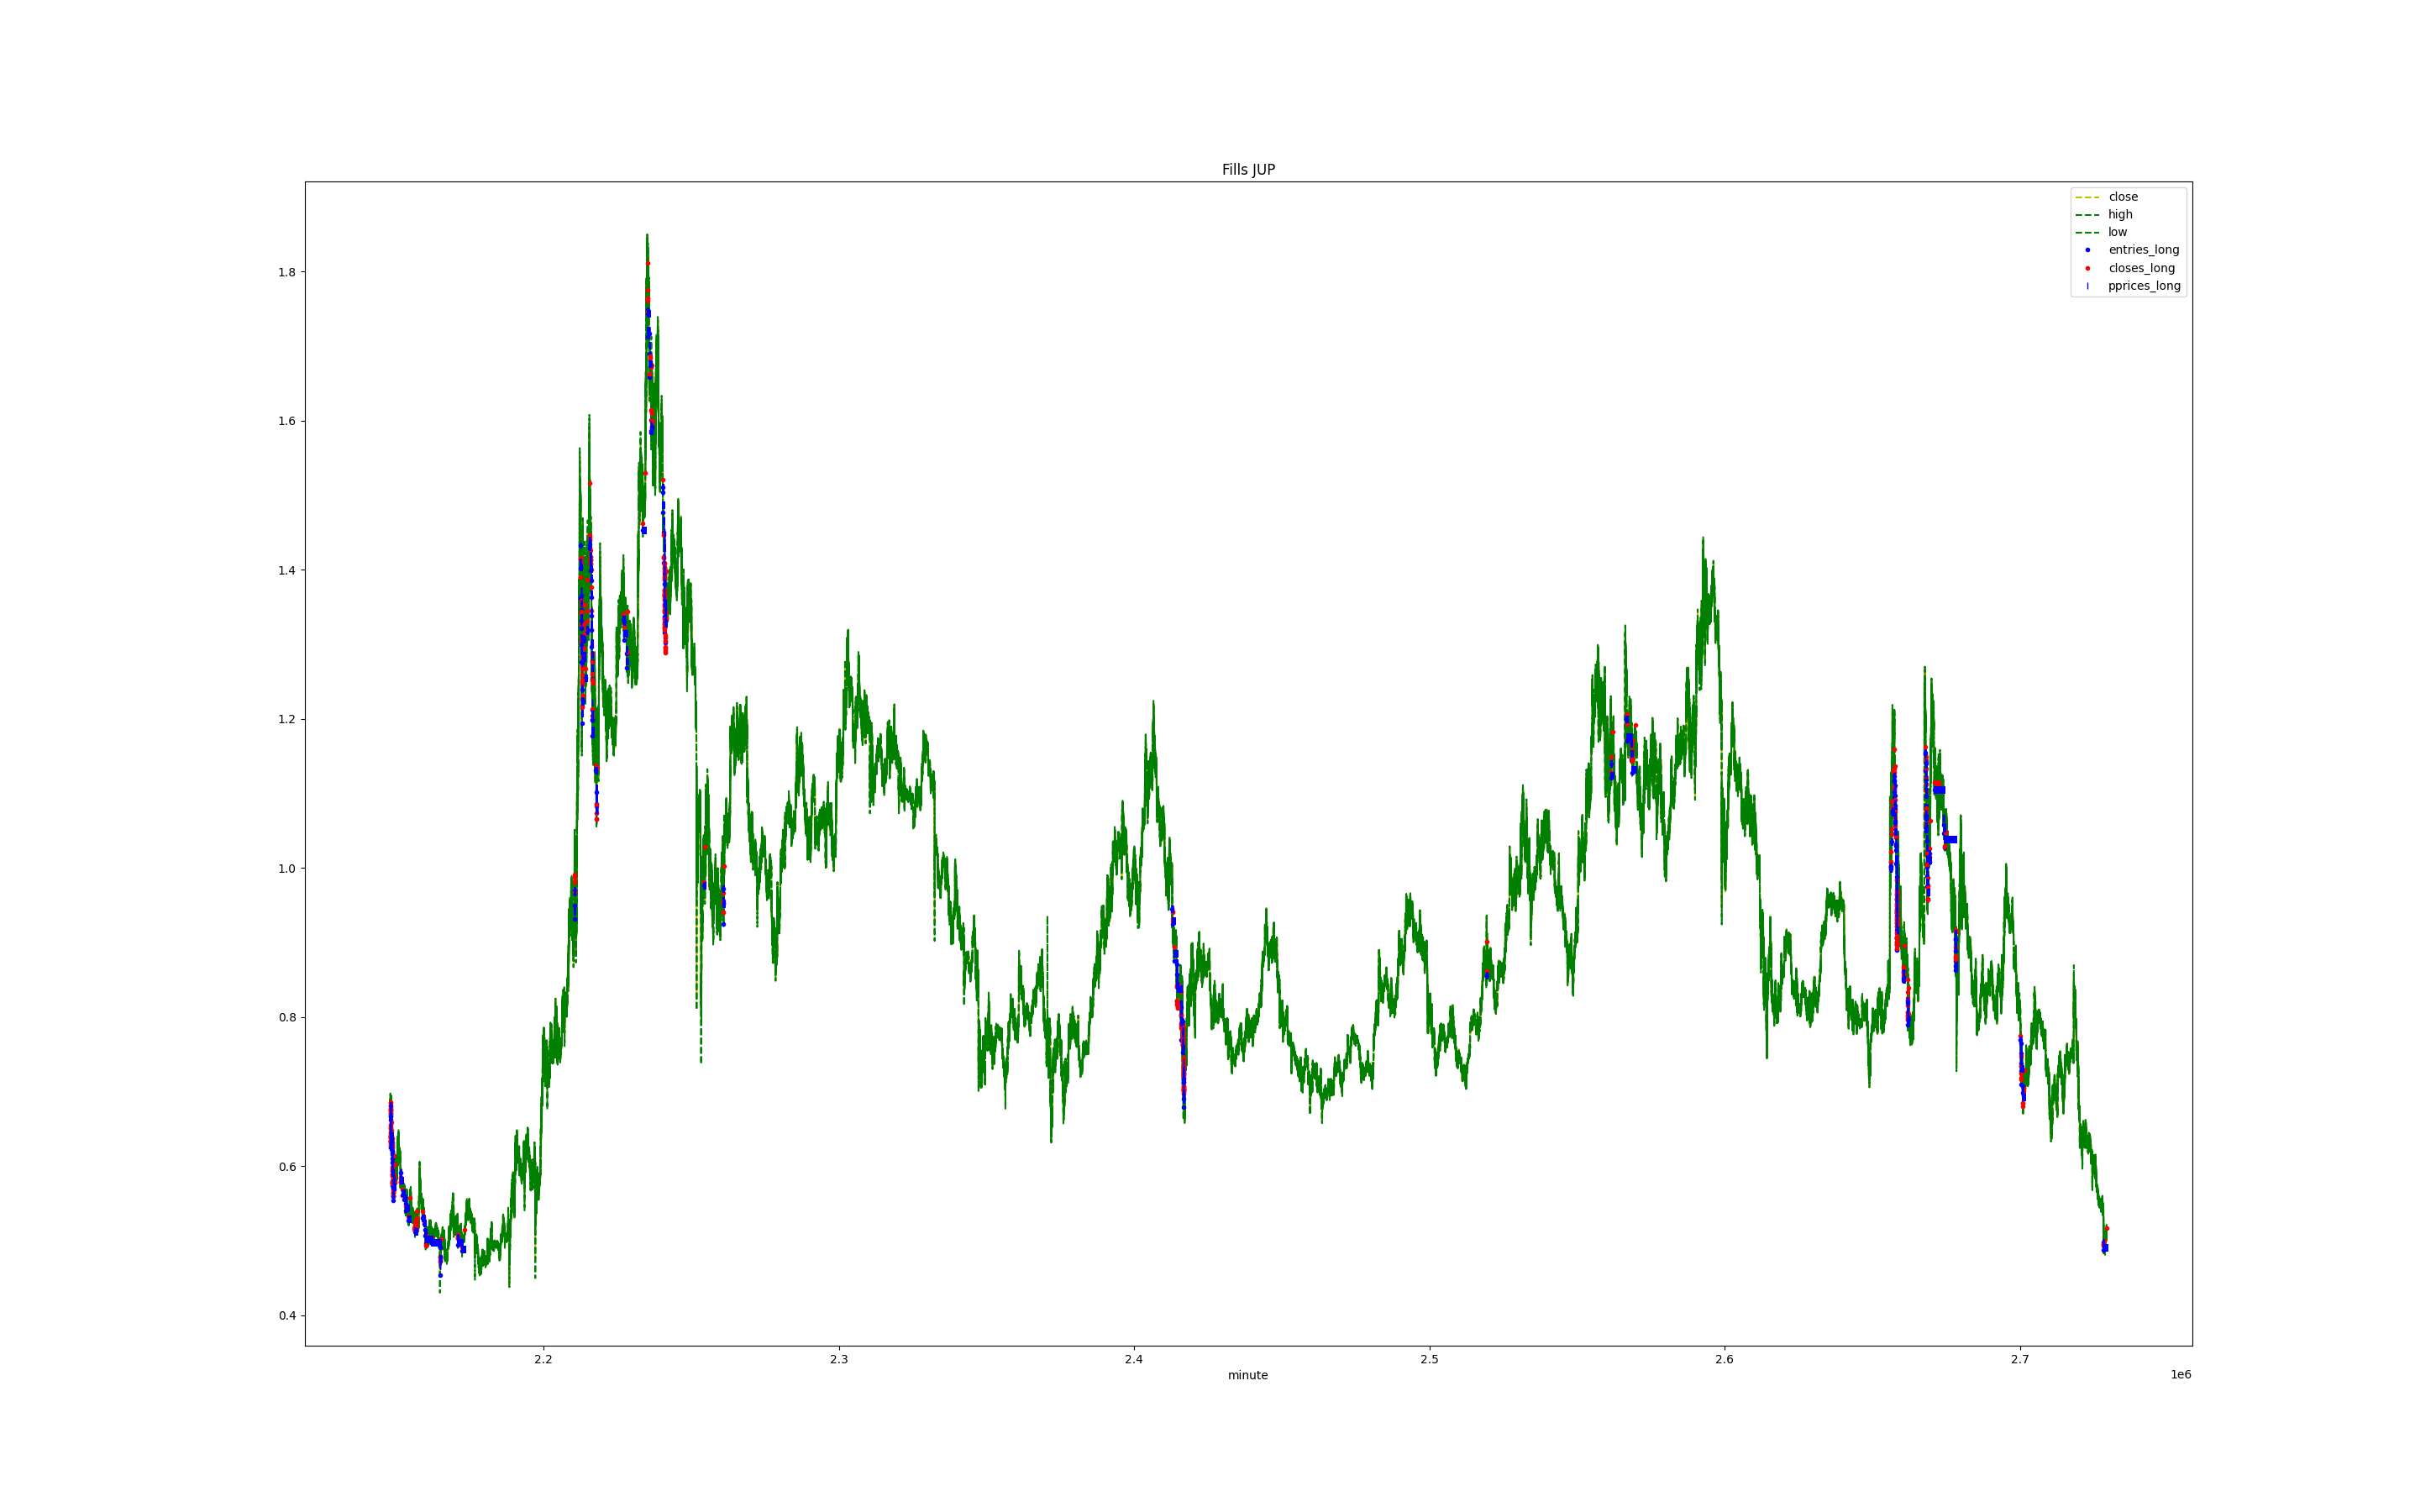 Fills JUP
close
high
low
entries_long
closes_long
pprices_long
1.8
1.6
1.4
1.2
1.0
0.8
0.6
0.4
2.2 2.3 2.4 2.5 2.6 2.7
minute
1e6